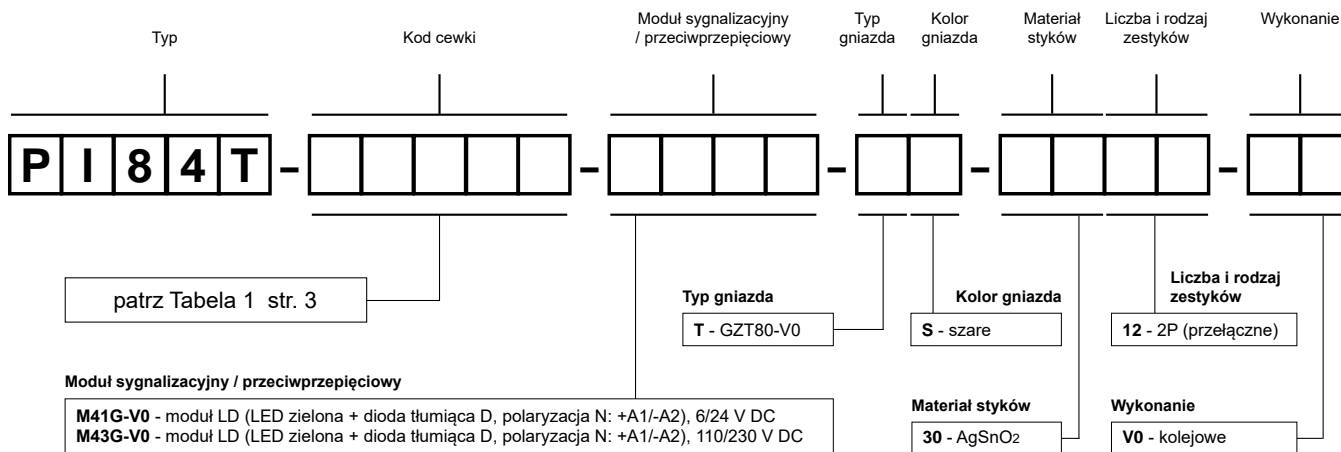 Typ
Kod cewki
Moduł sygnalizacyjny
/ przeciwprzepięciowy
Typ
gniazda
Kolor
gniazda
Materiał
styków
Liczba i rodzaj
zestyków
Wykonanie
PI84T - - - - -
patrz Tabela 1 str. 3
Typ gniazda
T - GZT80-V0
Kolor gniazda
S - szare
Liczba i rodzaj
zestyków
12 - 2P (przełączne)
Moduł sygnalizacyjny / przeciwprzepięciowy
M41G-V0 - moduł LD (LED zielona + dioda tłumiąca D, polaryzacja N: +A1/-A2), 6/24 V DC
M43G-V0 - moduł LD (LED zielona + dioda tłumiąca D, polaryzacja N: +A1/-A2), 110/230 V DC
Materiał styków
30 - AgSnO2
Wykonanie
V0 - kolejowe